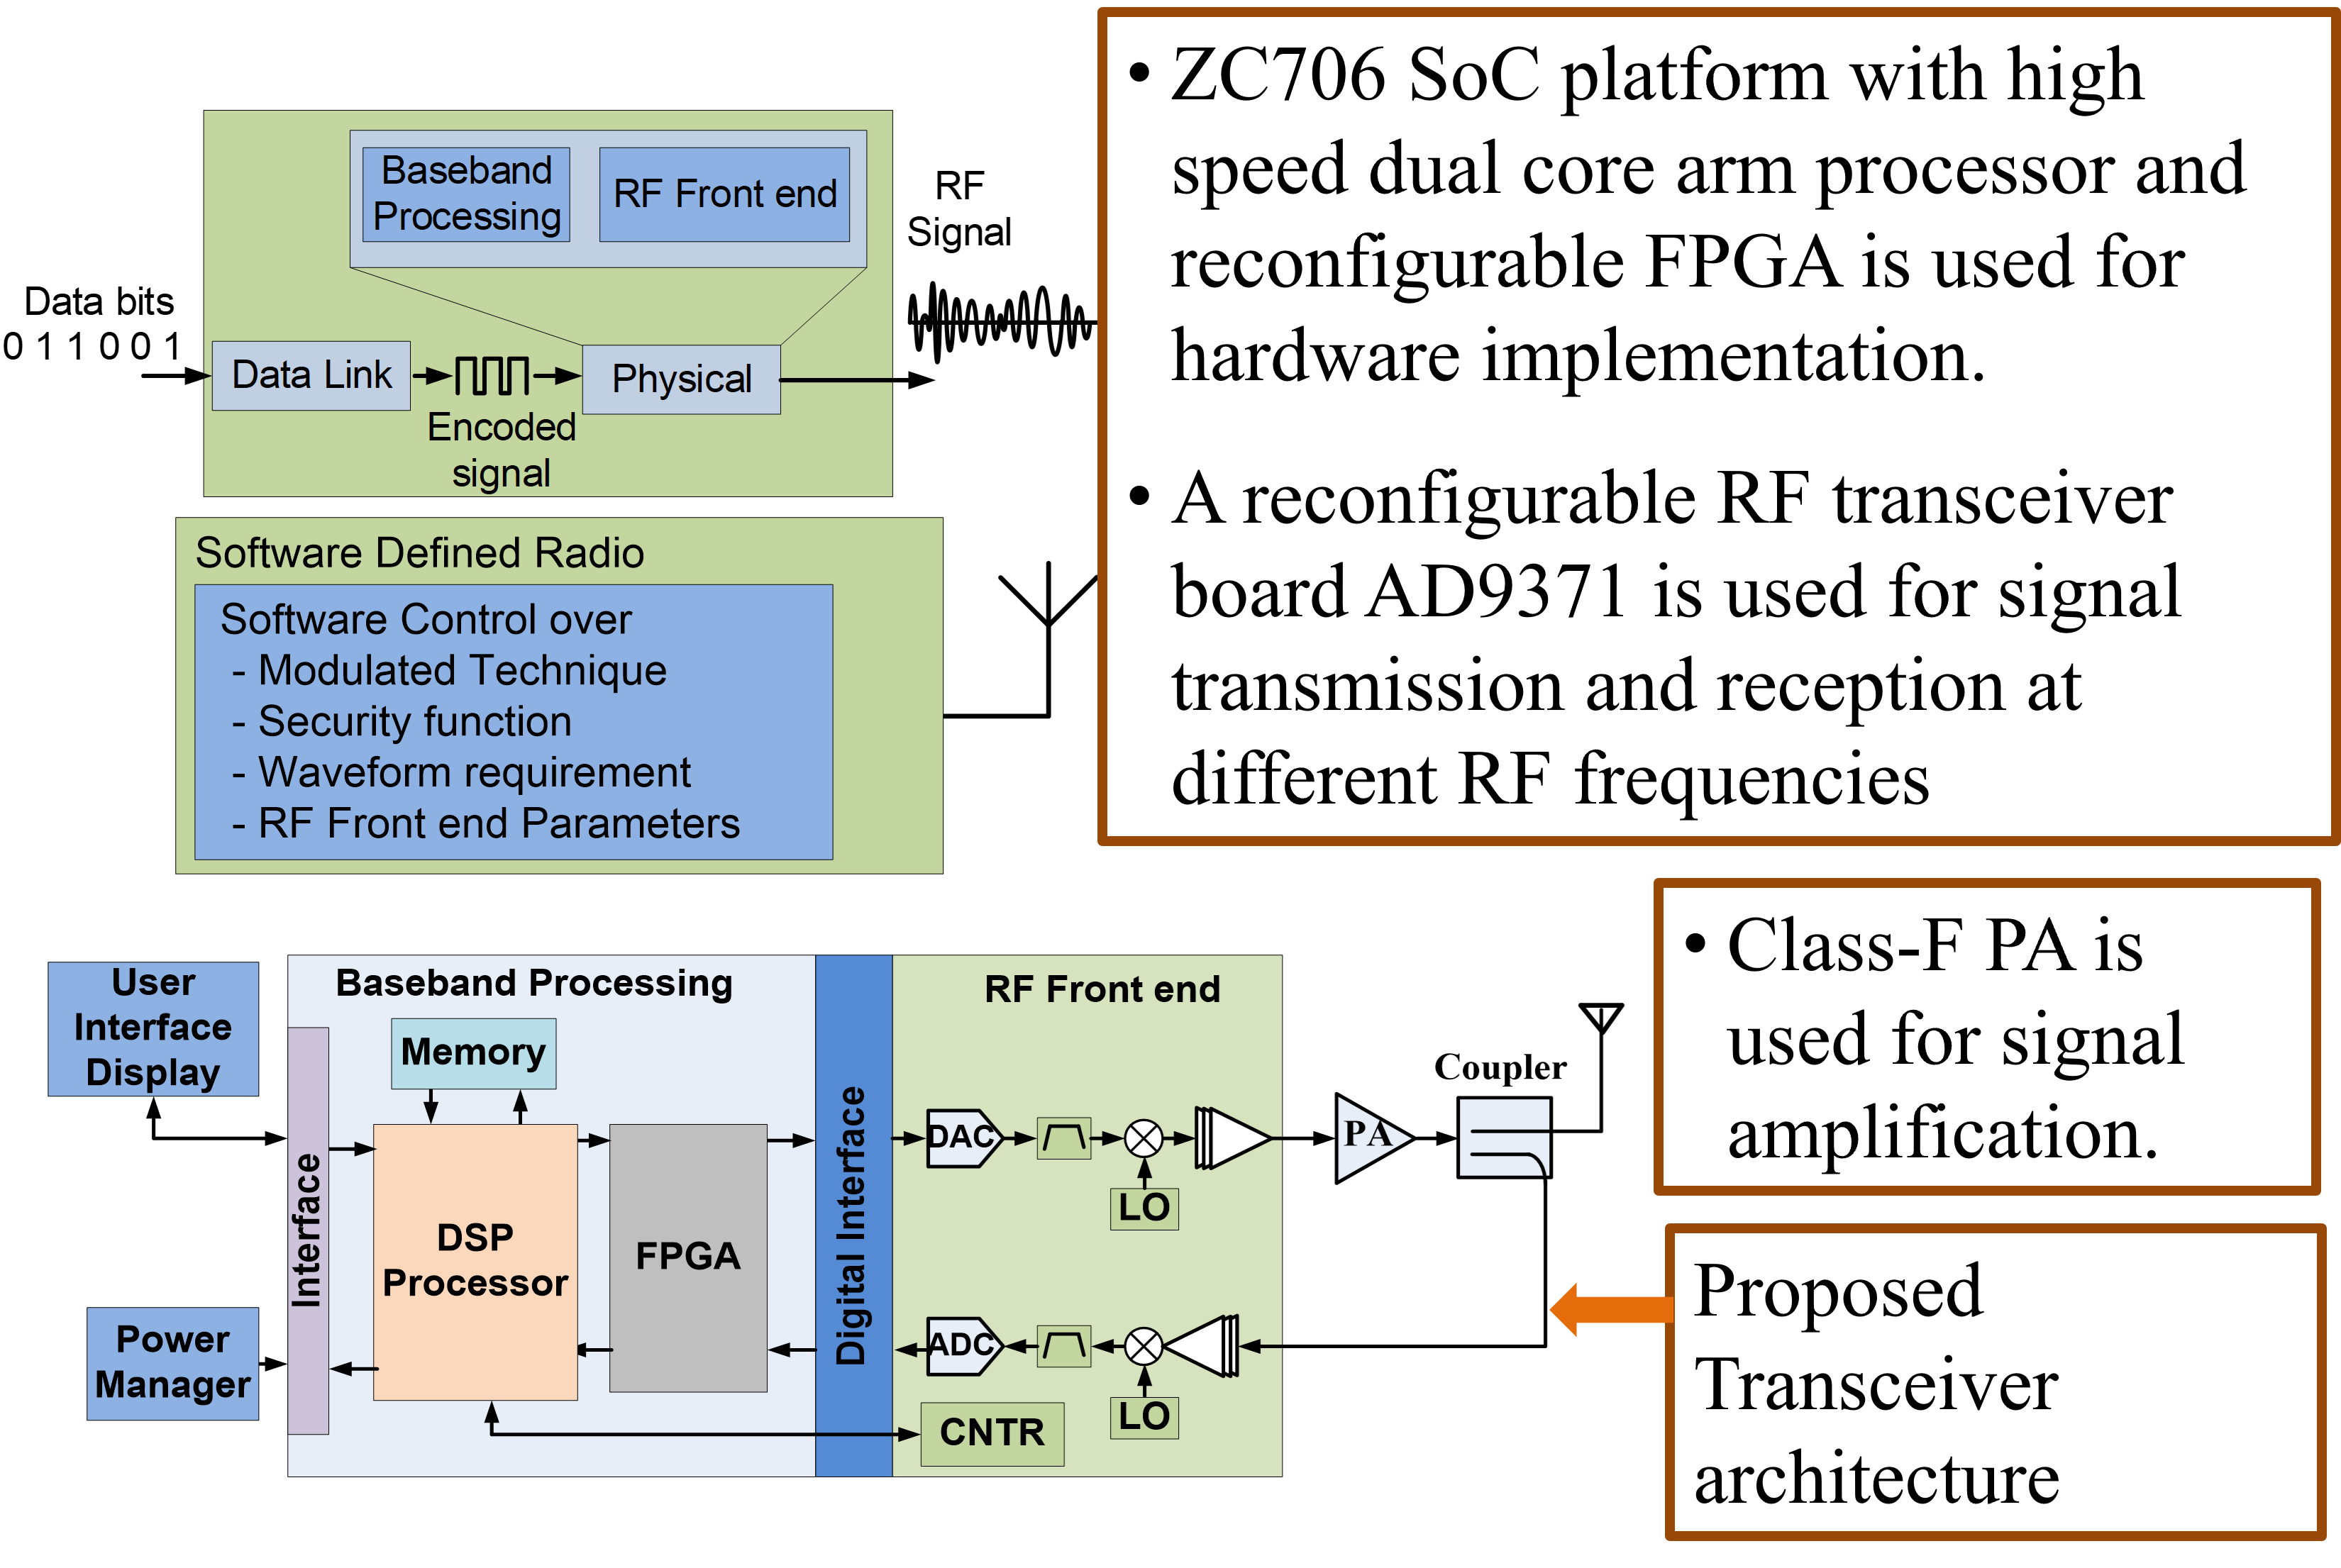 Baseband
Processing
RF Front end
RF
Signal
Data bits
0 1 1 0 0 1
Data Link
Physical
Encoded
signal
Software Defined Radio
Software Control over
- Modulated Technique
- Security function
- Waveform requirement
- RF Front end Parameters
• ZC706 SoC platform with high
speed dual core arm processor and
reconfigurable FPGA is used for
hardware implementation.
• A reconfigurable RF transceiver
board AD9371 is used for signal
transmission and reception at
different RF frequencies
User
Interface
Display
Power
Manager
Interface
Baseband Processing
Memory
DSP
Processor
FPGA
Digital Interface
RF Front end
DAC
LO
ADC
LO
CNTR
PA
Coupler
• Class-F PA is
used for signal
amplification.
Proposed
Transceiver
architecture